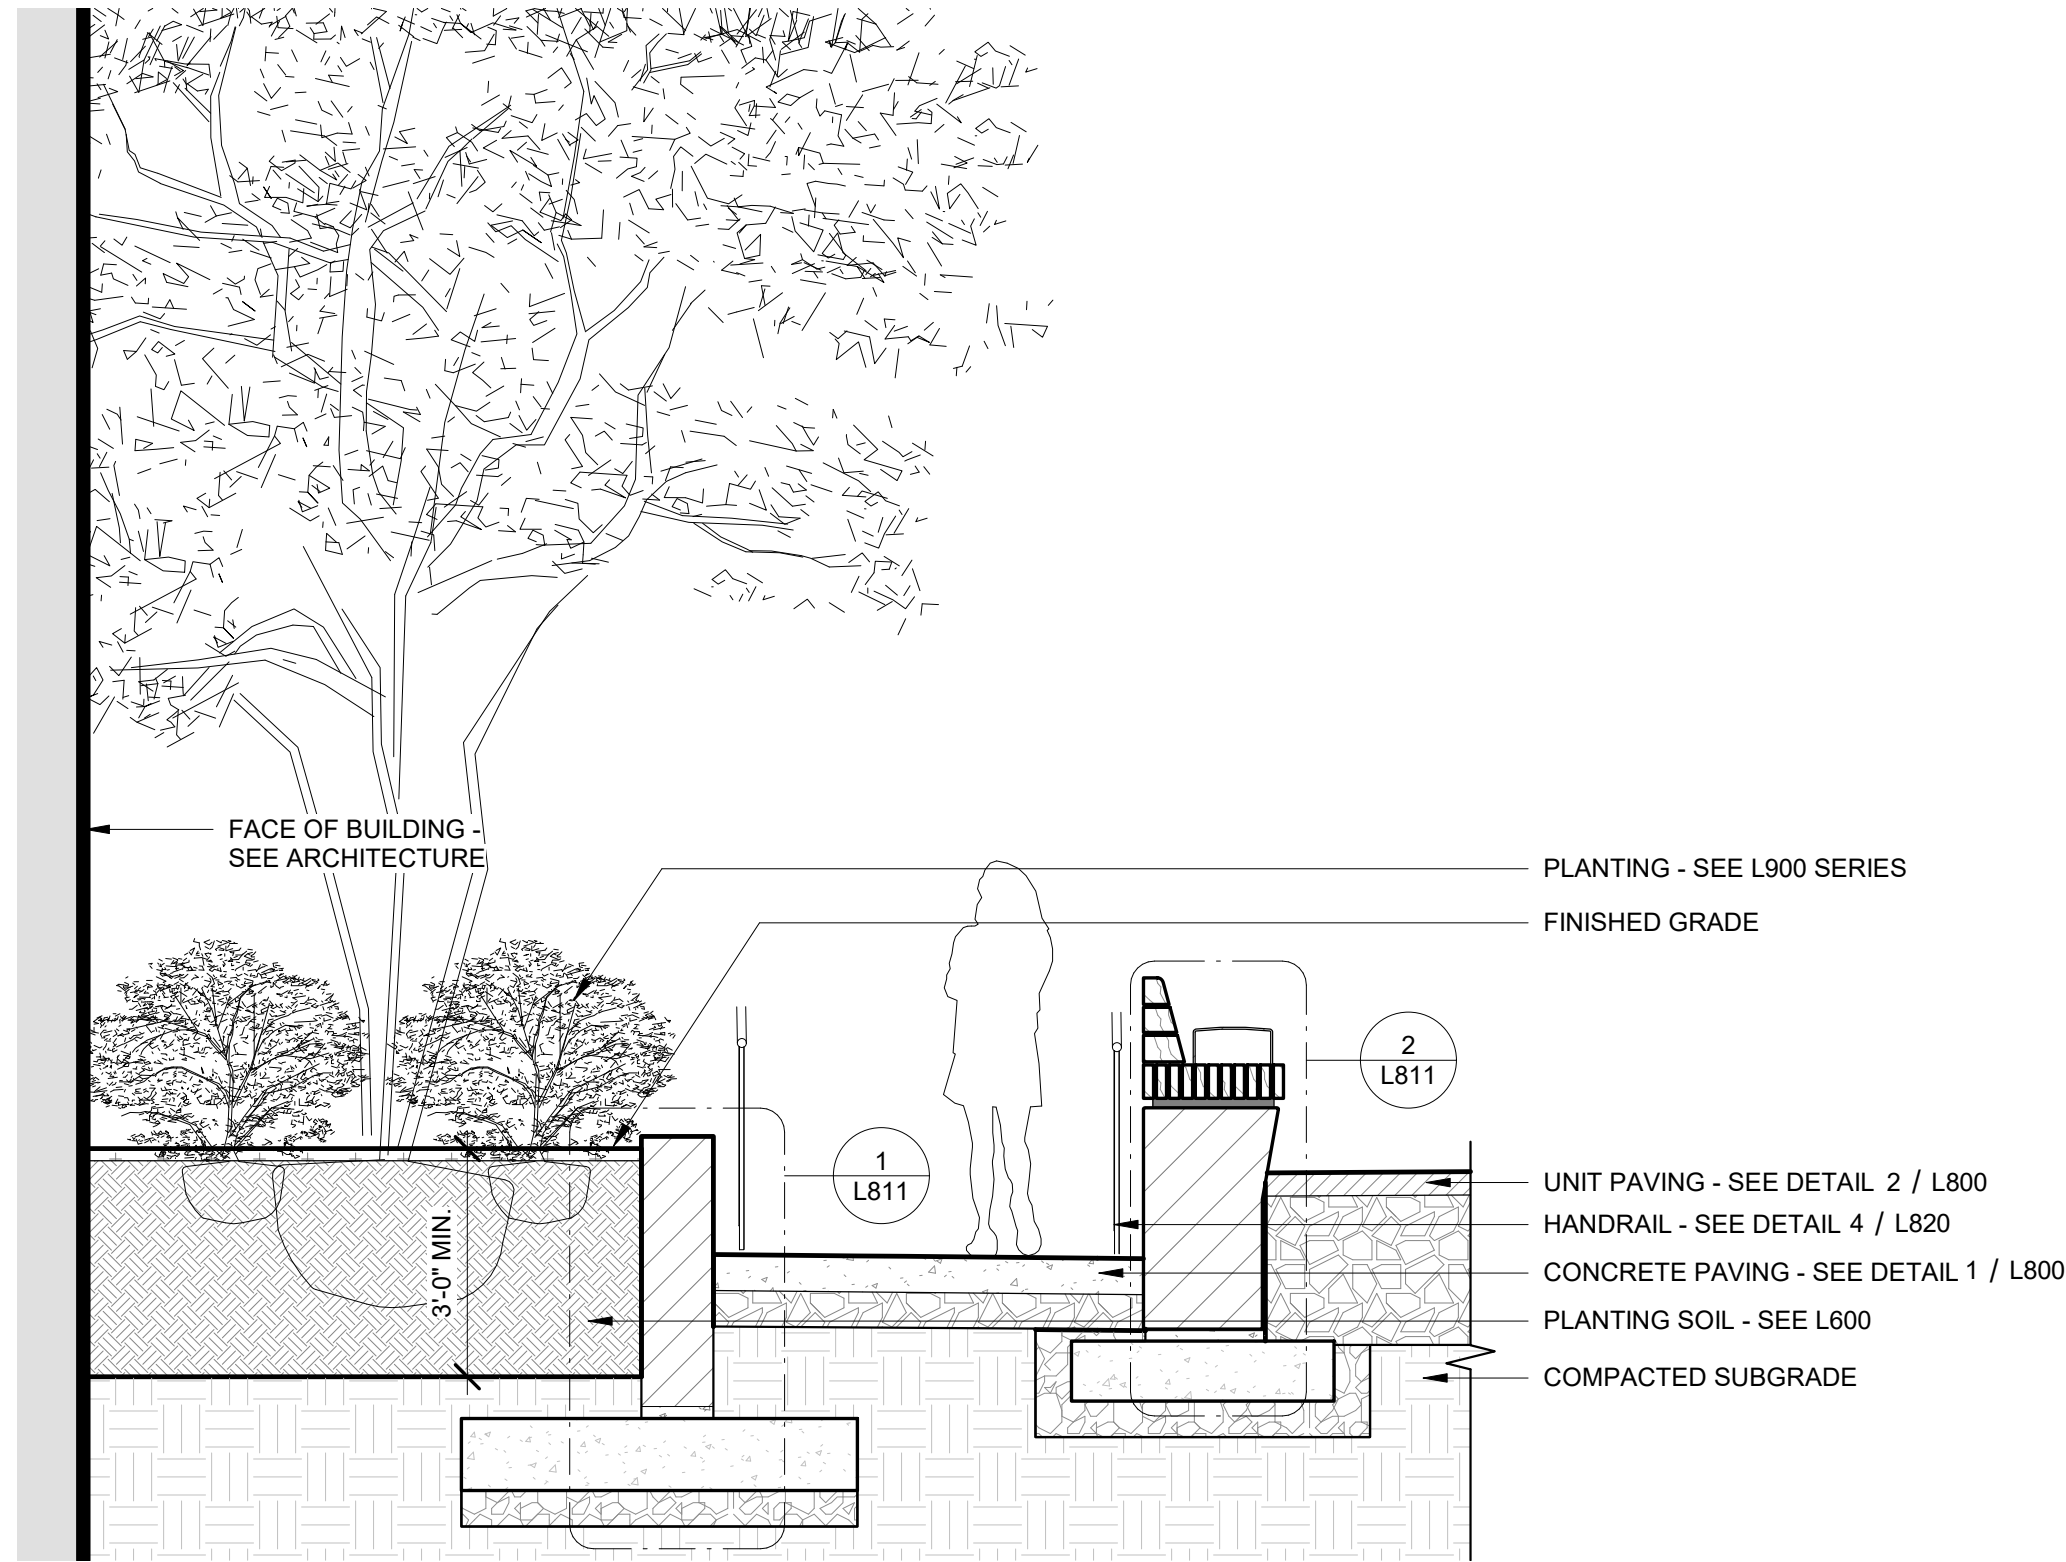 FACE OF BUILDING -
SEE ARCHITECTURE
PLANTING - SEE L900 SERIES
FINISHED GRADE
2
L811
1
L811
UNIT PAVING - SEE DETAIL 2 / L800
HANDRAIL - SEE DETAIL 4 / L820
CONCRETE PAVING - SEE DETAIL 1 / L800
PLANTING SOIL - SEE L600
COMPACTED SUBGRADE
3'-0" MIN.